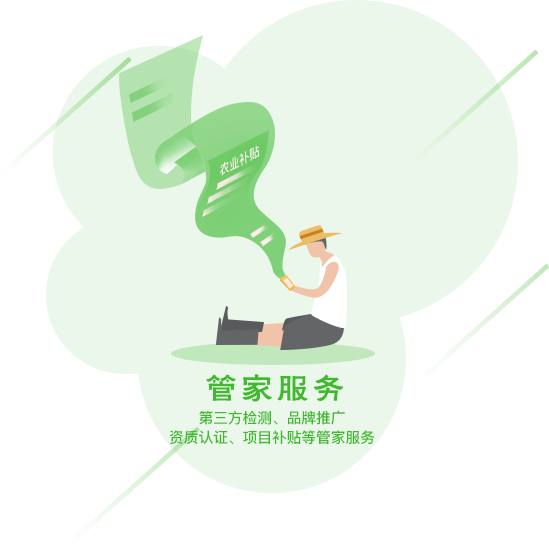 农业补贴
管家服务
第三方检测、品牌推广
资质认证、项目补贴等管家服务